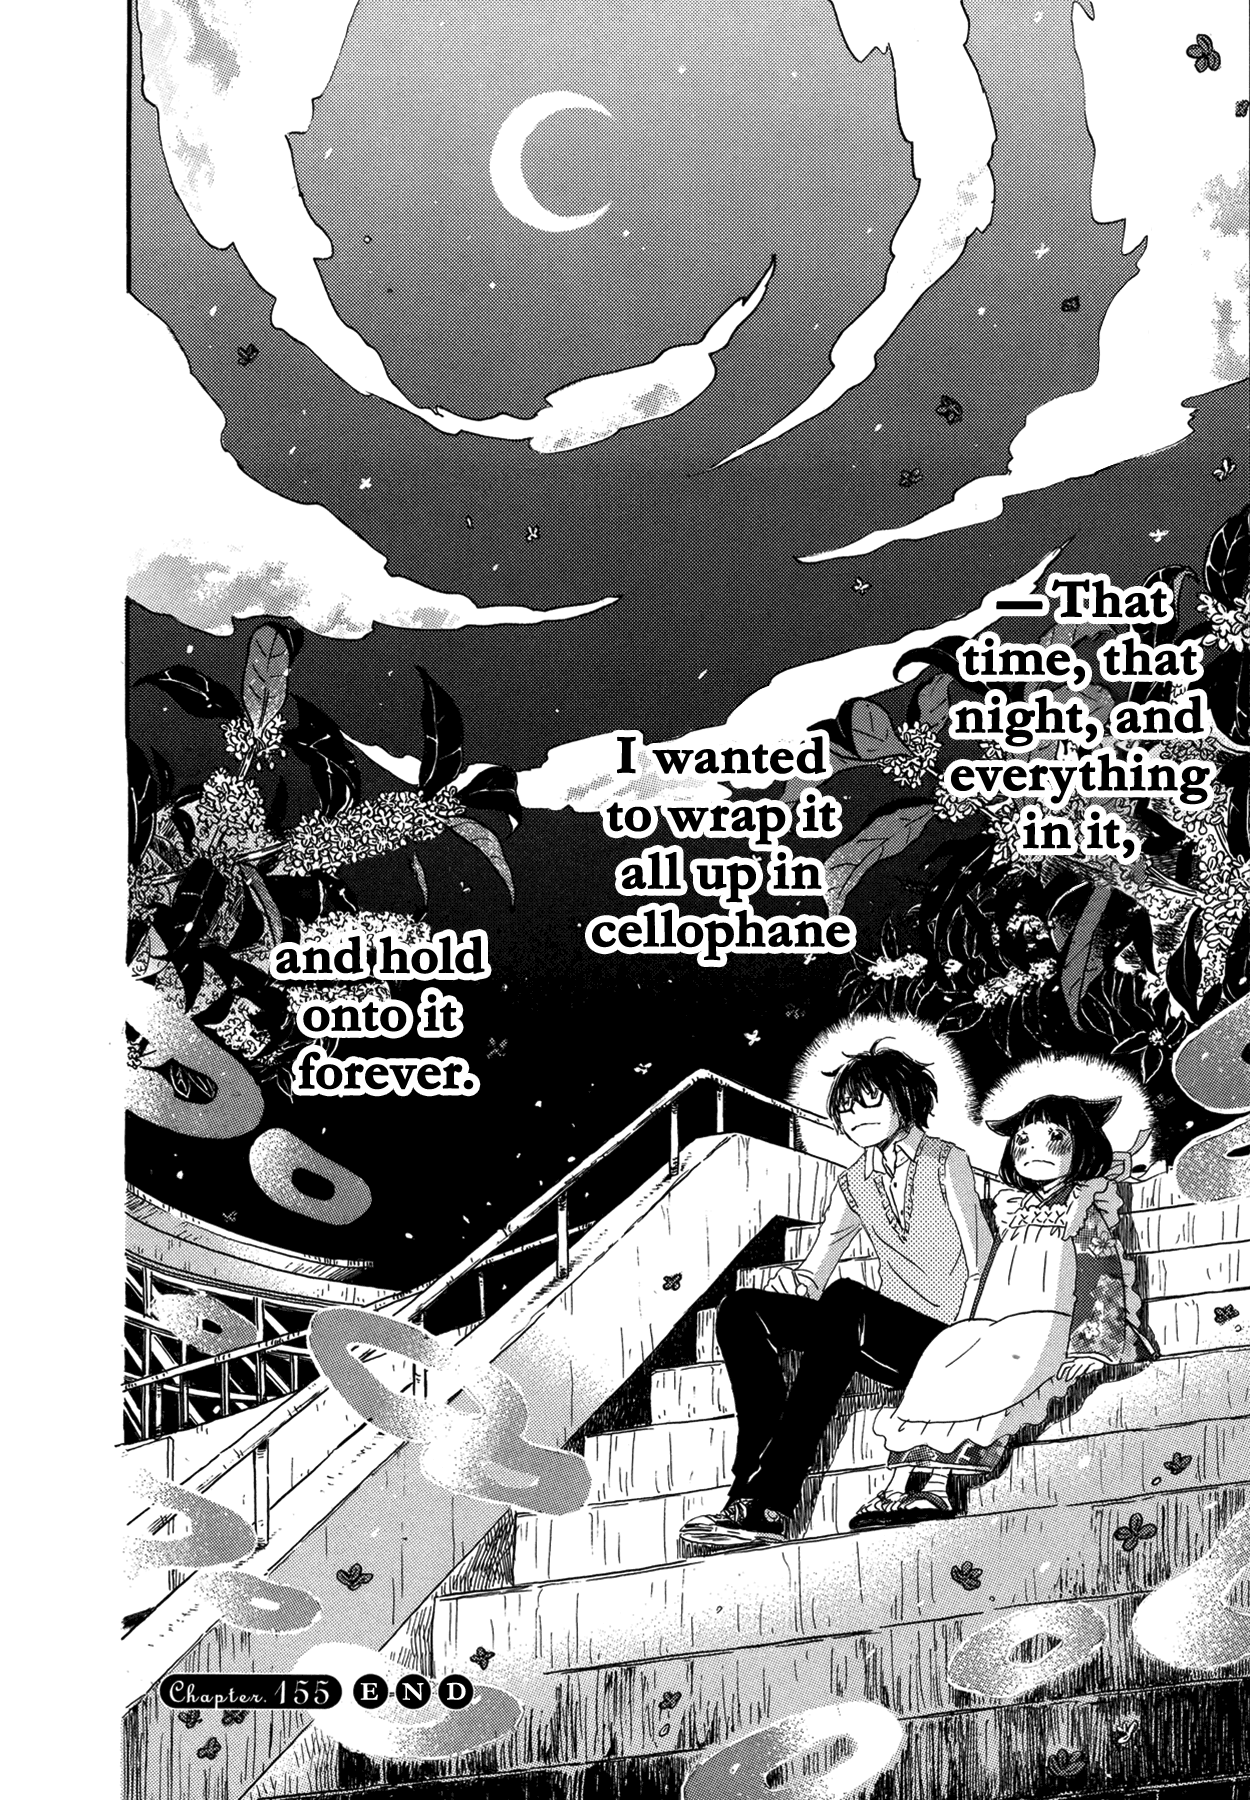 — That
time, that
night, and
everything
in it,
I wanted
to wrap it
all up in
cellophane
and hold
onto it
forever.
Chapter. 155 END